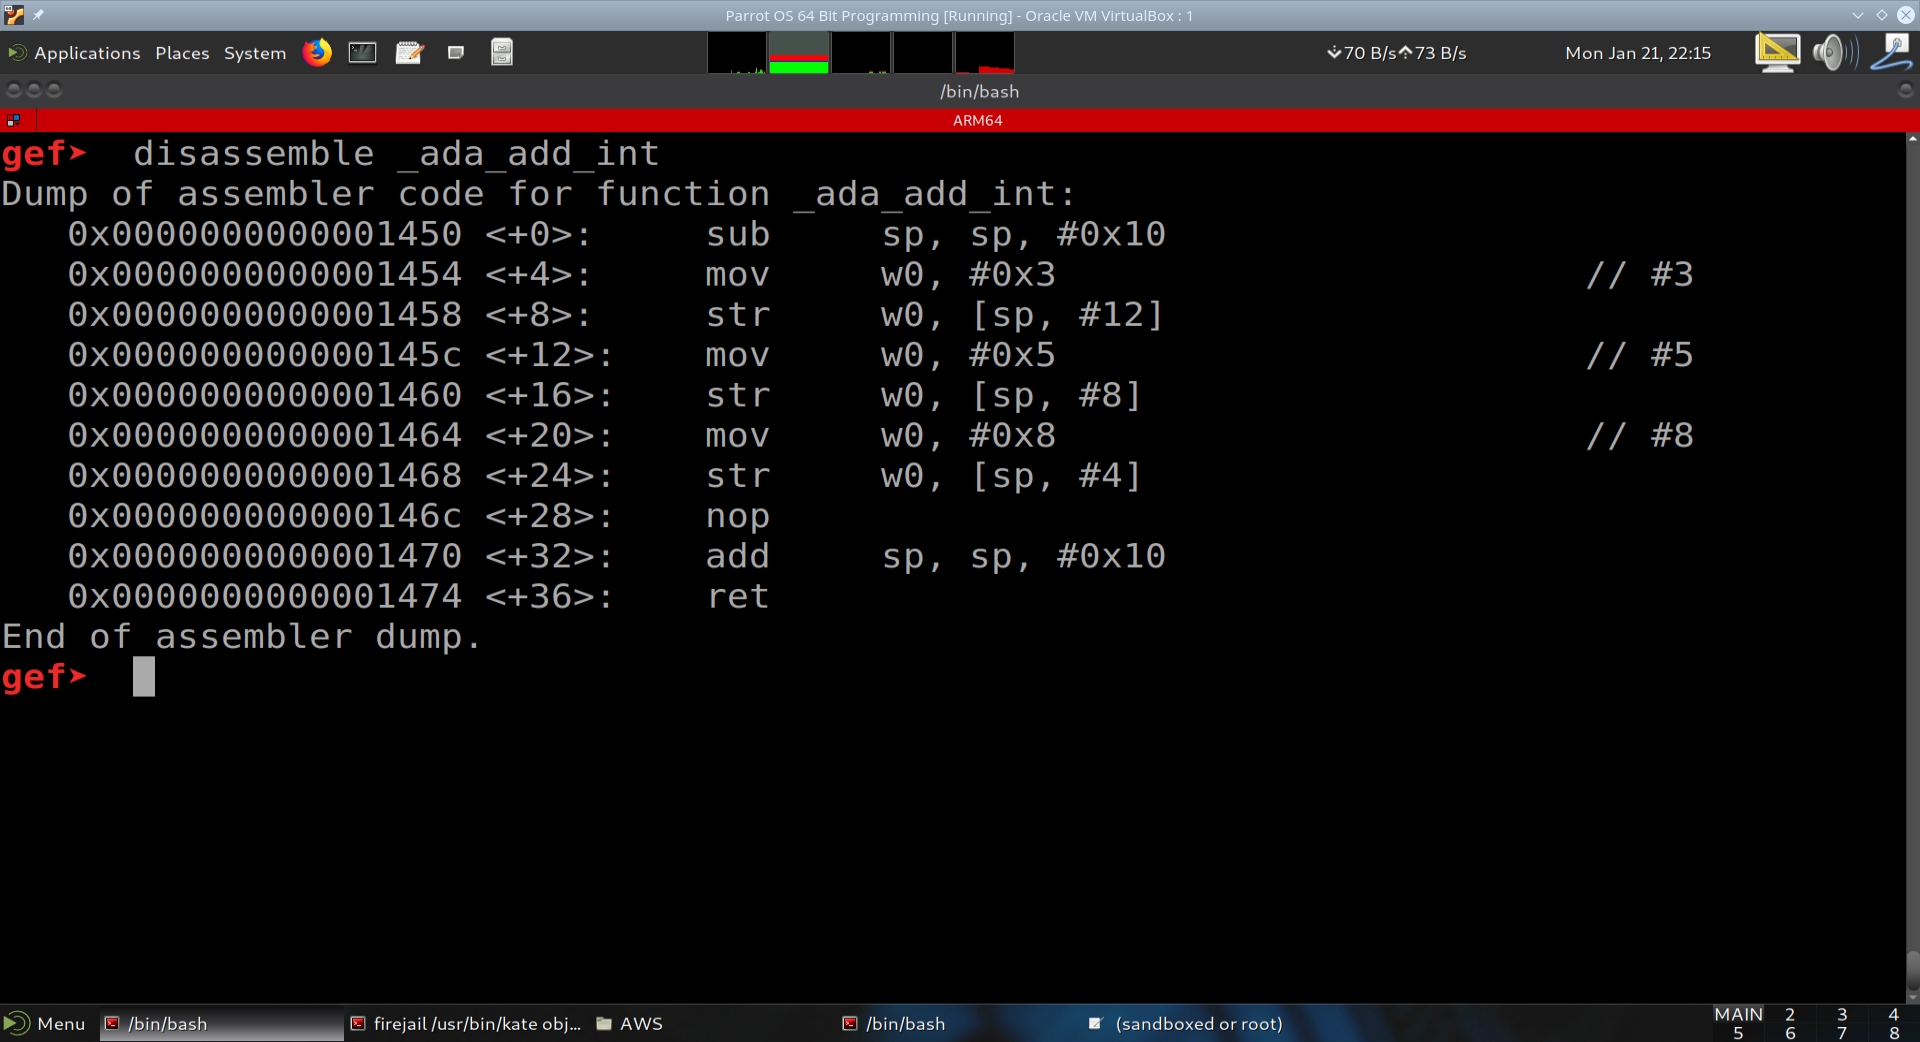 Parrot OS 64 Bit Programming [Running] - Oracle VM VirtualBox : 1
Applications Places System 70 B/s 73 B/s Mon Jan 21, 22:15
/bin/bash
ARM64
gef➤ disassemble _ada_add_int
Dump of assembler code for function _ada_add_int:
0x0000000000001450 <+0>: sub sp, sp, #0x10
0x0000000000001454 <+4>: mov w0, #0x3 // #3
0x0000000000001458 <+8>: str w0, [sp, #12]
0x000000000000145c <+12>: mov w0, #0x5 // #5
0x0000000000001460 <+16>: str w0, [sp, #8]
0x0000000000001464 <+20>: mov w0, #0x8 // #8
0x0000000000001468 <+24>: str w0, [sp, #4]
0x000000000000146c <+28>: nop
0x0000000000001470 <+32>: add sp, sp, #0x10
0x0000000000001474 <+36>: ret
End of assembler dump.
gef➤
Menu /bin/bash firejail /usr/bin/kate obj... AWS /bin/bash (sandboxed or root)
MAIN 2 3 4
5 6 7 8